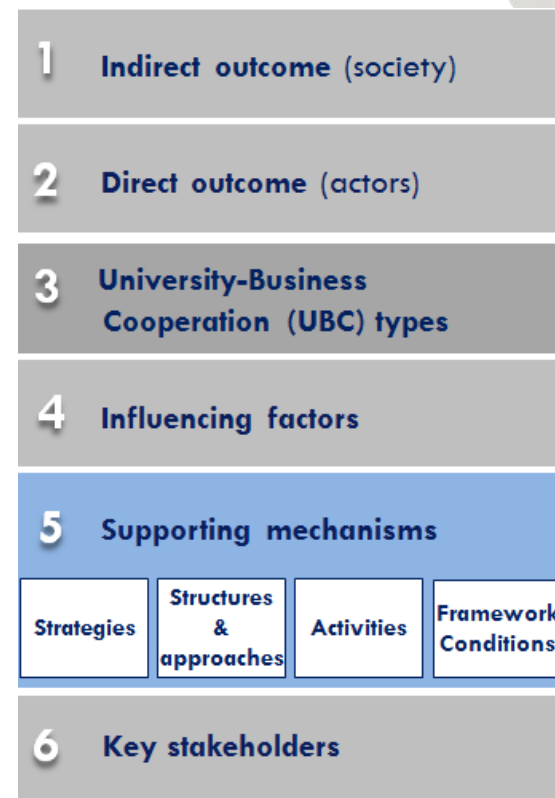 1 Indirect outcome (society)
2 Direct outcome (actors)
3 University-Business
Cooperation (UBC) types
4 Influencing factors
5 Supporting mechanisms
Strategies
Structures
&
approaches
Activities
Framework
Conditions
6 Key stakeholders